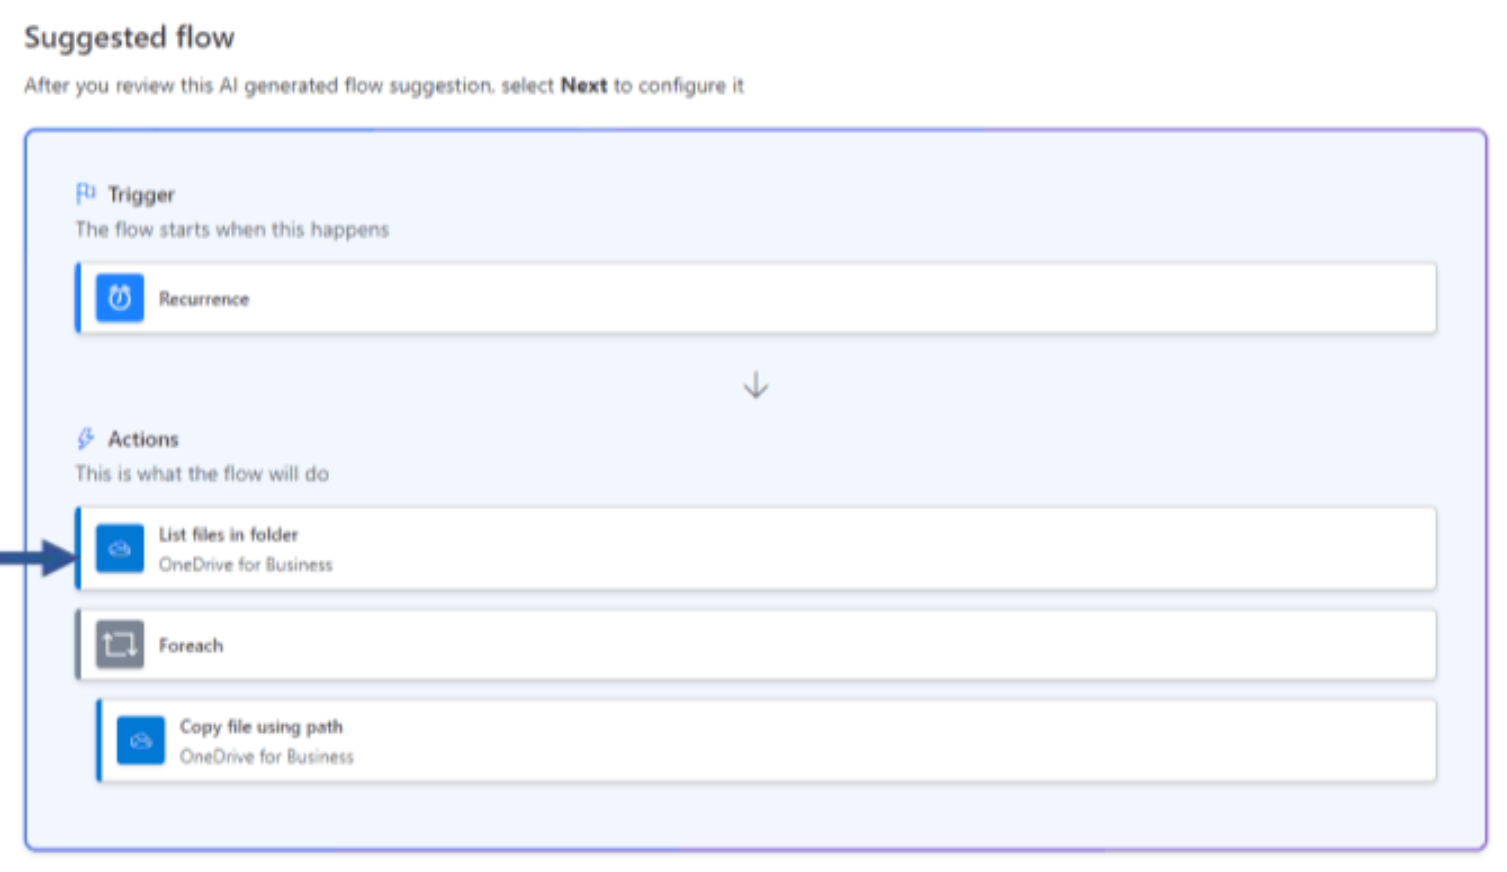 Suggested flow
After you review this AI generated flow suggestion, select Next to configure it
Trigger
The flow starts when this happens
Recurrence
Actions
This is what the flow will do
List files in folder
OneDrive for Business
Foreach
Copy file using path
OneDrive for Business